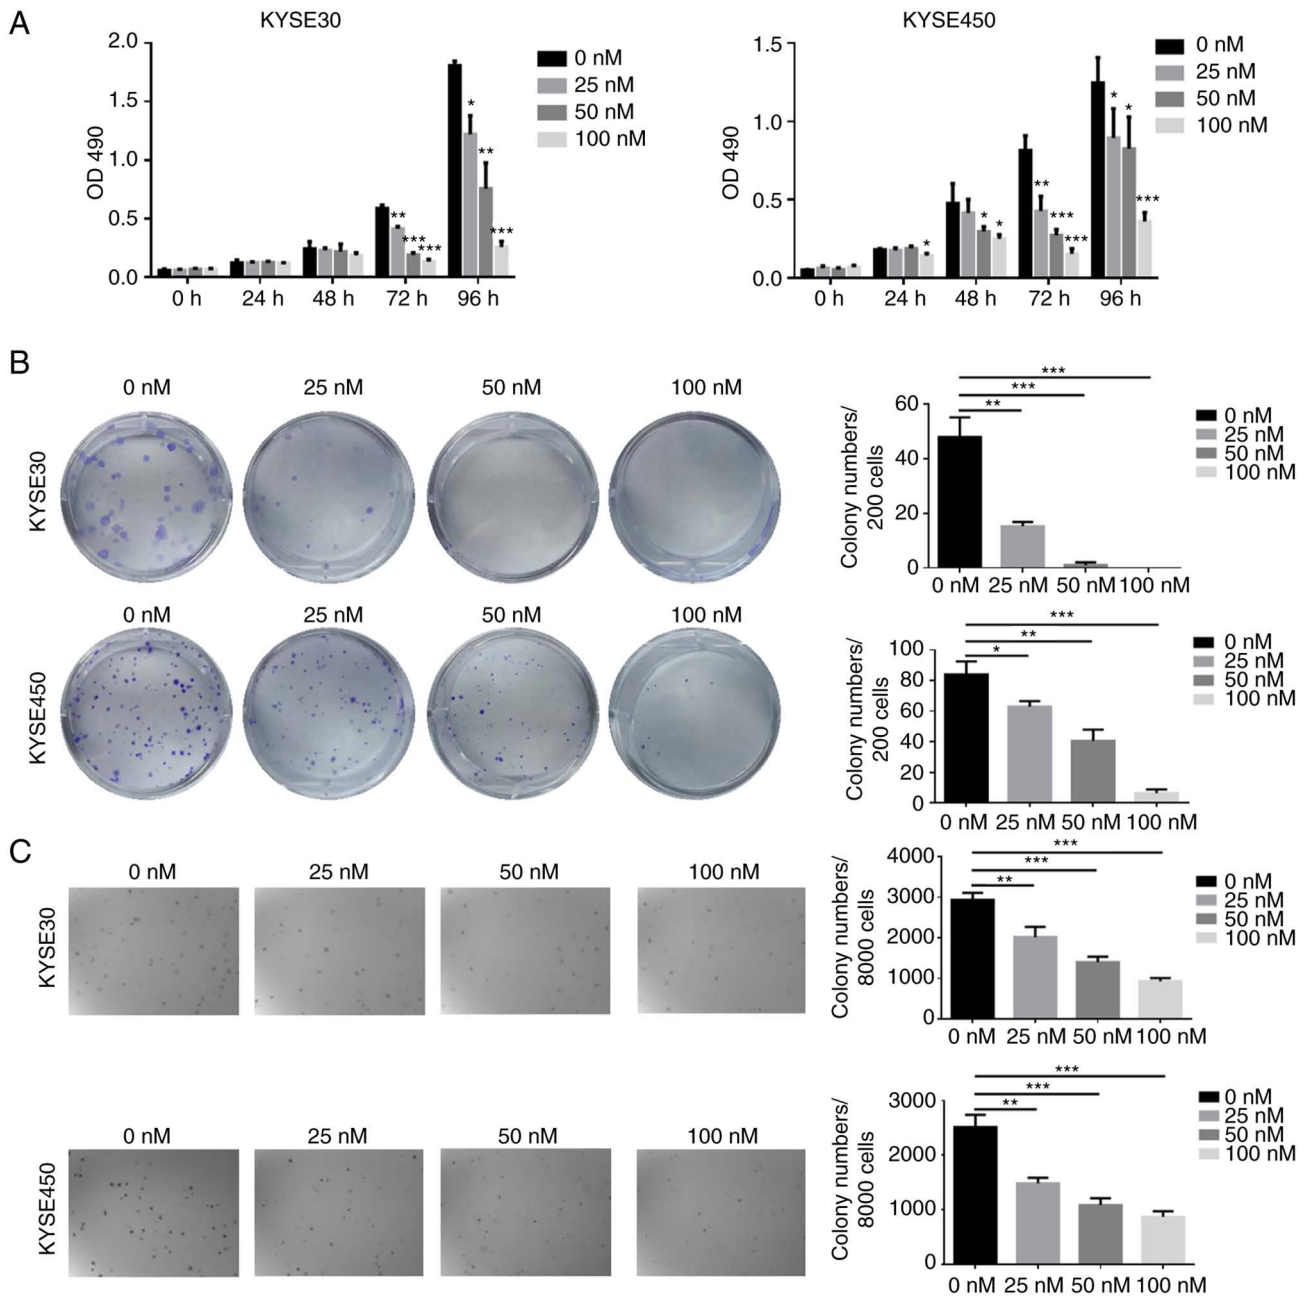 A
KYSE30
KYSE450
OD 490
2.0
1.5
1.0
0.5
0.0
0 h
24 h
48 h
72 h
96 h
*
**
***
**
***
***
0 nM
25 nM
50 nM
100 nM
OD 490
1.5
1.0
0.5
0.0
0 h
24 h
48 h
72 h
96 h
*
*
*
**
***
***
*
*
***
0 nM
25 nM
50 nM
100 nM
B
0 nM
25 nM
50 nM
100 nM
KYSE30
Colony numbers/
200 cells
60
40
20
0
***
***
**
0 nM
25 nM
50 nM
100 nM
0 nM
25 nM
50 nM
100 nM
0 nM
25 nM
50 nM
100 nM
KYSE450
Colony numbers/
200 cells
100
80
60
40
20
0
***
**
*
0 nM
25 nM
50 nM
100 nM
0 nM
25 nM
50 nM
100 nM
C
0 nM
25 nM
50 nM
100 nM
KYSE30
Colony numbers/
8000 cells
4000
3000
2000
1000
0
***
***
**
0 nM
25 nM
50 nM
100 nM
0 nM
25 nM
50 nM
100 nM
0 nM
25 nM
50 nM
100 nM
KYSE450
Colony numbers/
8000 cells
3000
2000
1000
0
***
***
**
0 nM
25 nM
50 nM
100 nM
0 nM
25 nM
50 nM
100 nM